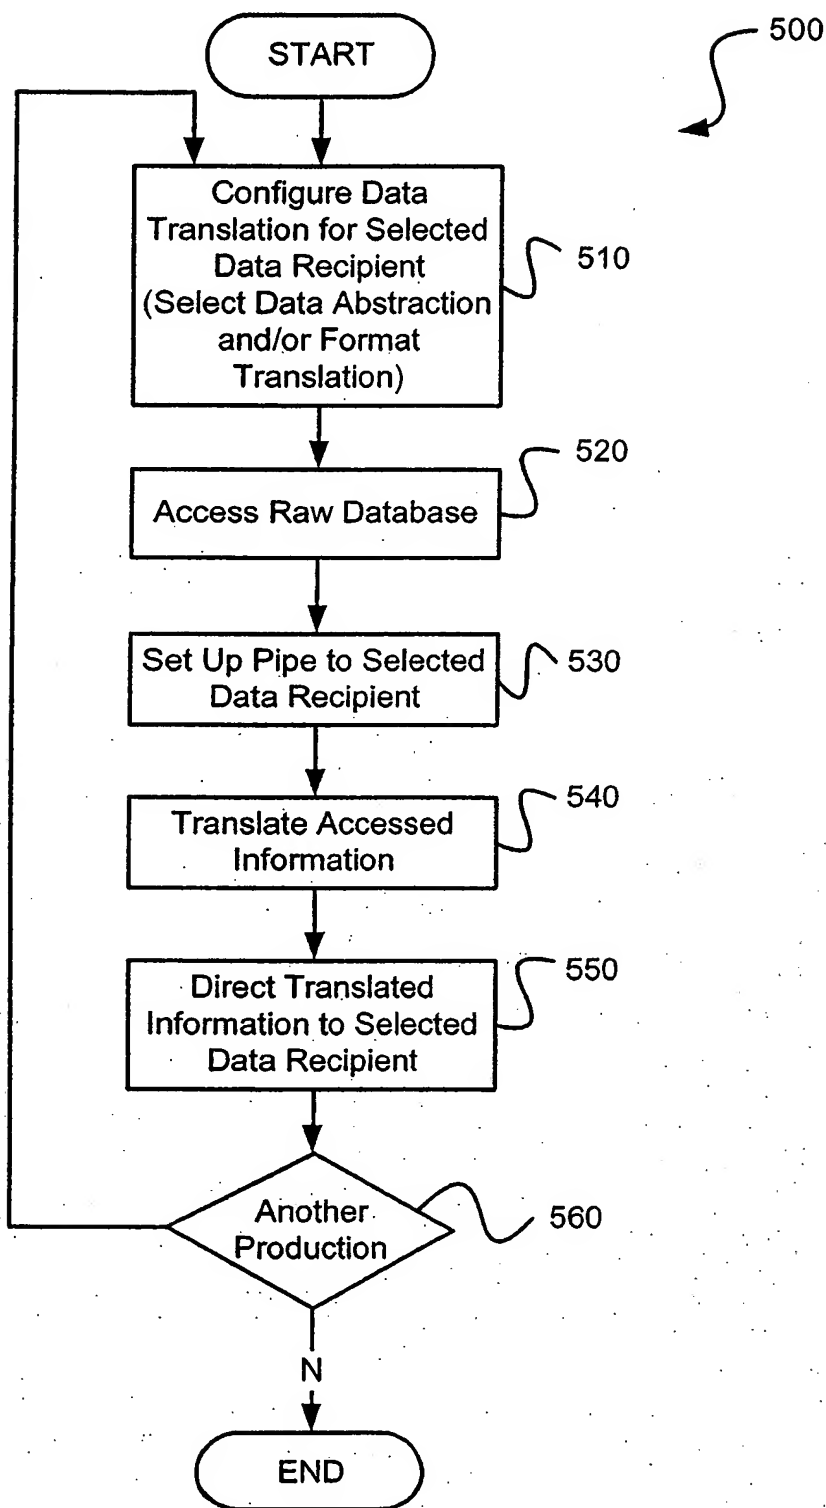 START
500
Configure Data
Translation for Selected
Data Recipient
(Select Data Abstraction
and/or Format
Translation)
510
Access Raw Database
520
Set Up Pipe to Selected
Data Recipient
530
Translate Accessed
Information
540
Direct Translated
Information to Selected
Data Recipient
550
Another
Production
560
N
END